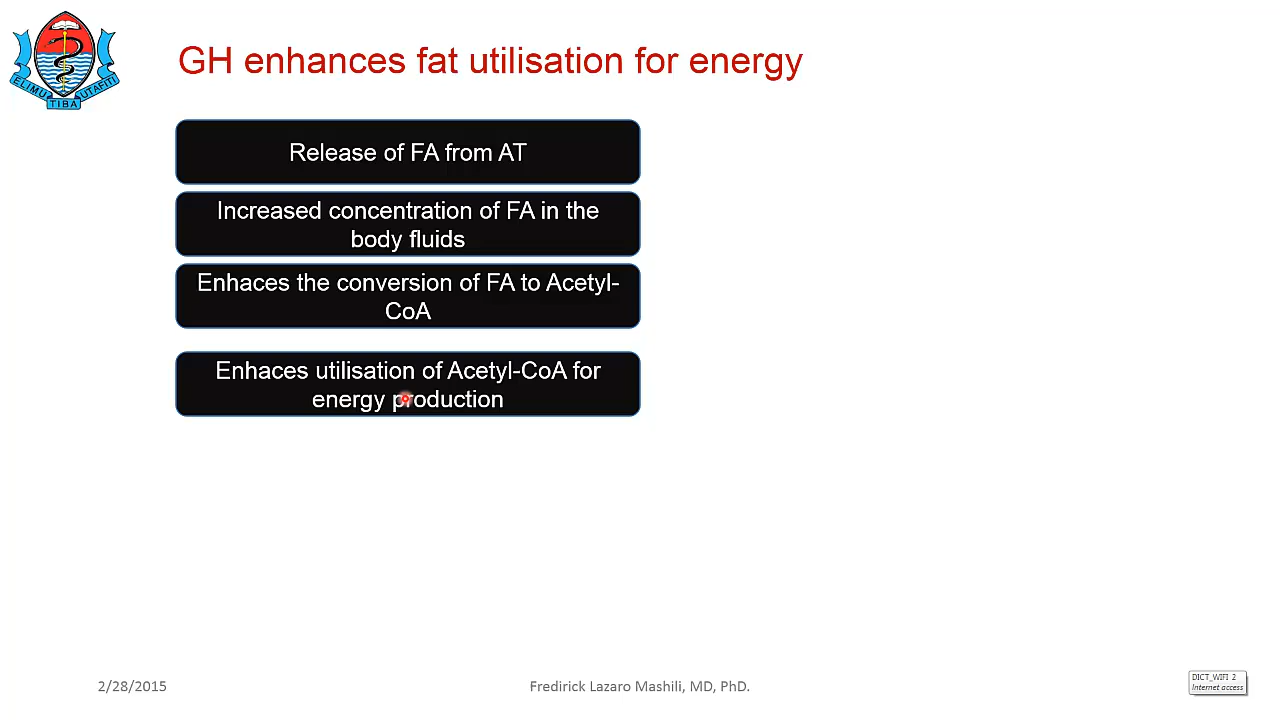 ELIMU TIBA UTAFITI
GH enhances fat utilisation for energy
Release of FA from AT
Increased concentration of FA in the
body fluids
Enhaces the conversion of FA to Acetyl-
CoA
Enhaces utilisation of Acetyl-CoA for
energy production
2/28/2015
Fredirick Lazaro Mashili, MD, PhD.
DICT_WIFI 2
Internet access